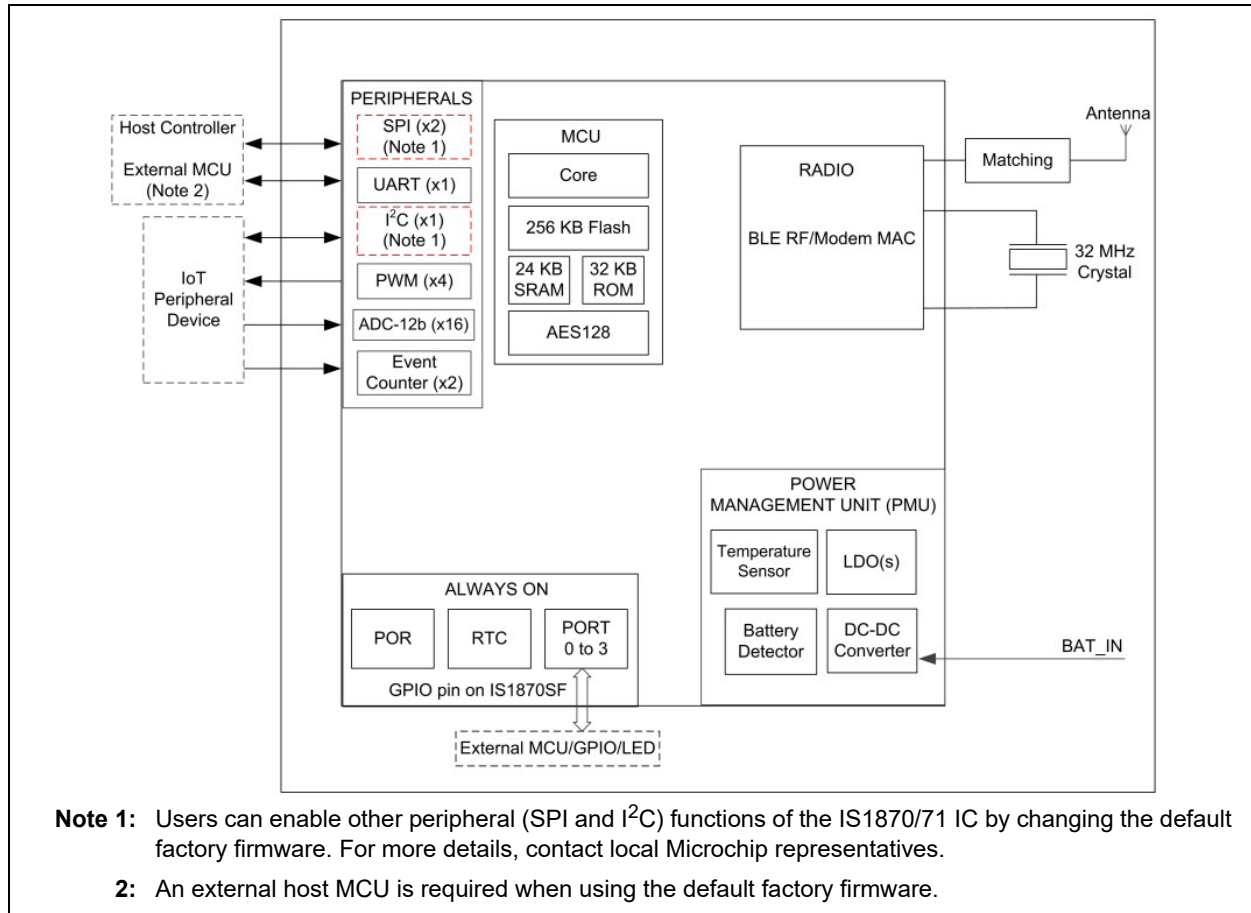 PERIPHERALS
SPI (x2)
(Note 1)
UART (x1)
I²C (x1)
(Note 1)
PWM (x4)
ADC-12b (x16)
Event
Counter (x2)
Host Controller
External MCU
(Note 2)
IoT
Peripheral
Device
MCU
Core
256 KB Flash
24 KB
SRAM
32 KB
ROM
AES128
RADIO
BLE RF/Modem MAC
Matching
Antenna
32 MHz
Crystal
POWER
MANAGEMENT UNIT (PMU)
Temperature
Sensor
LDO(s)
Battery
Detector
DC-DC
Converter
BAT_IN
ALWAYS ON
POR
RTC
PORT
0 to 3
GPIO pin on IS1870SF
External MCU/GPIO/LED
Note 1: Users can enable other peripheral (SPI and I²C) functions of the IS1870/71 IC by changing the default
factory firmware. For more details, contact local Microchip representatives.
2: An external host MCU is required when using the default factory firmware.